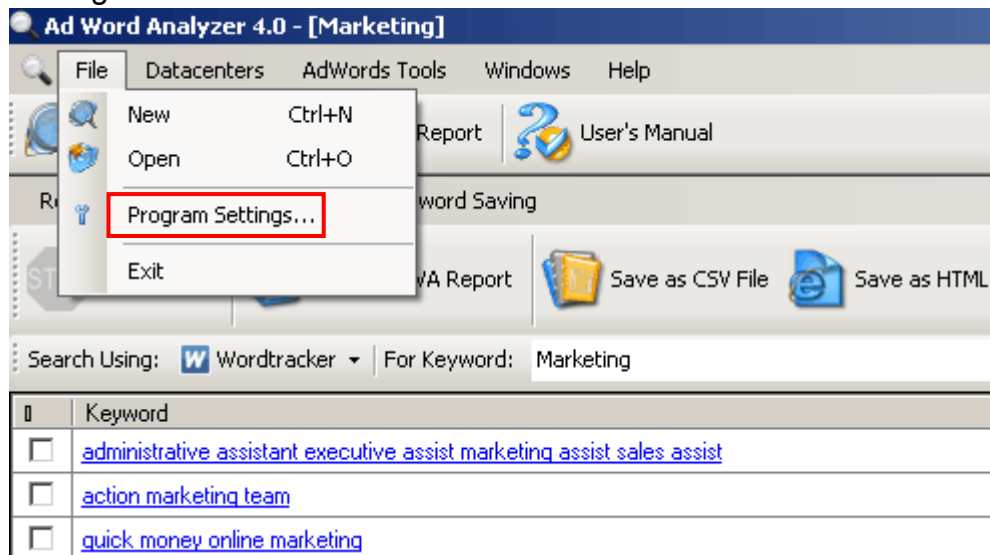 Ad Word Analyzer 4.0 - [Marketing]
File Datacenters AdWords Tools Windows Help
New Ctrl+N
Report User's Manual
Open Ctrl+O
word Saving
Program Settings...
Exit
ST /A Report Save as CSV File Save as HTML
Search Using: W Wordtracker For Keyword: Marketing
Keyword
administrative assistant executive assist marketing assist sales assist
action marketing team
quick money online marketing